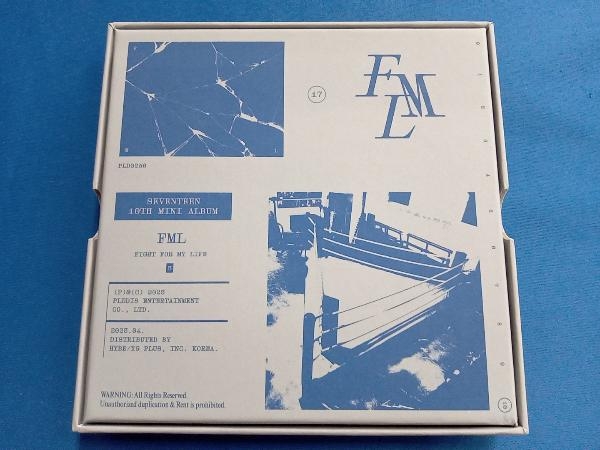 17
FML
PLD0256
SEVENTEEN
10TH MINI ALBUM
FML
FIGHT FOR MY LIFE
(P)&(C) 2023
PLEDIS ENTERTAINMENT
CO., LTD.
2023.04.
DISTRIBUTED BY
HYBE/YG PLUS, INC. KOREA.
WARNING: All Rights Reserved.
Unauthorized duplication & Rent is prohibited.